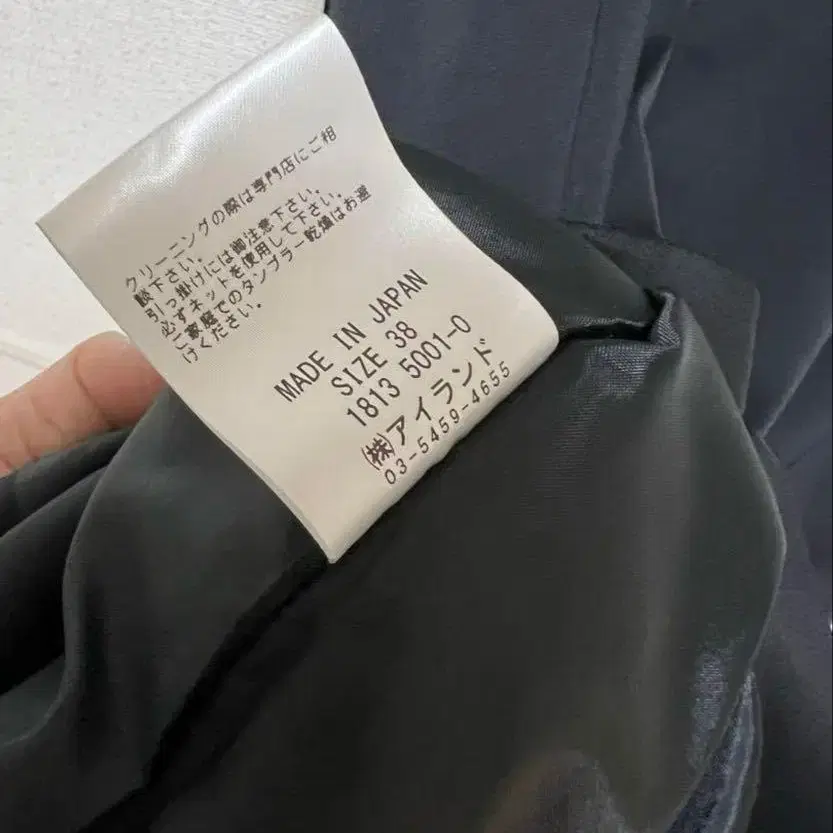 クリーニングの際は専門店にご相
談下さい。
引っ掛けには御注意下さい。
必ずネットを使用して下さい。
ご家庭でのタンブラー乾燥はお避
けください。
MADE IN JAPAN
SIZE 38
1813 5001-0
㈱アイランド
03-5459-4655